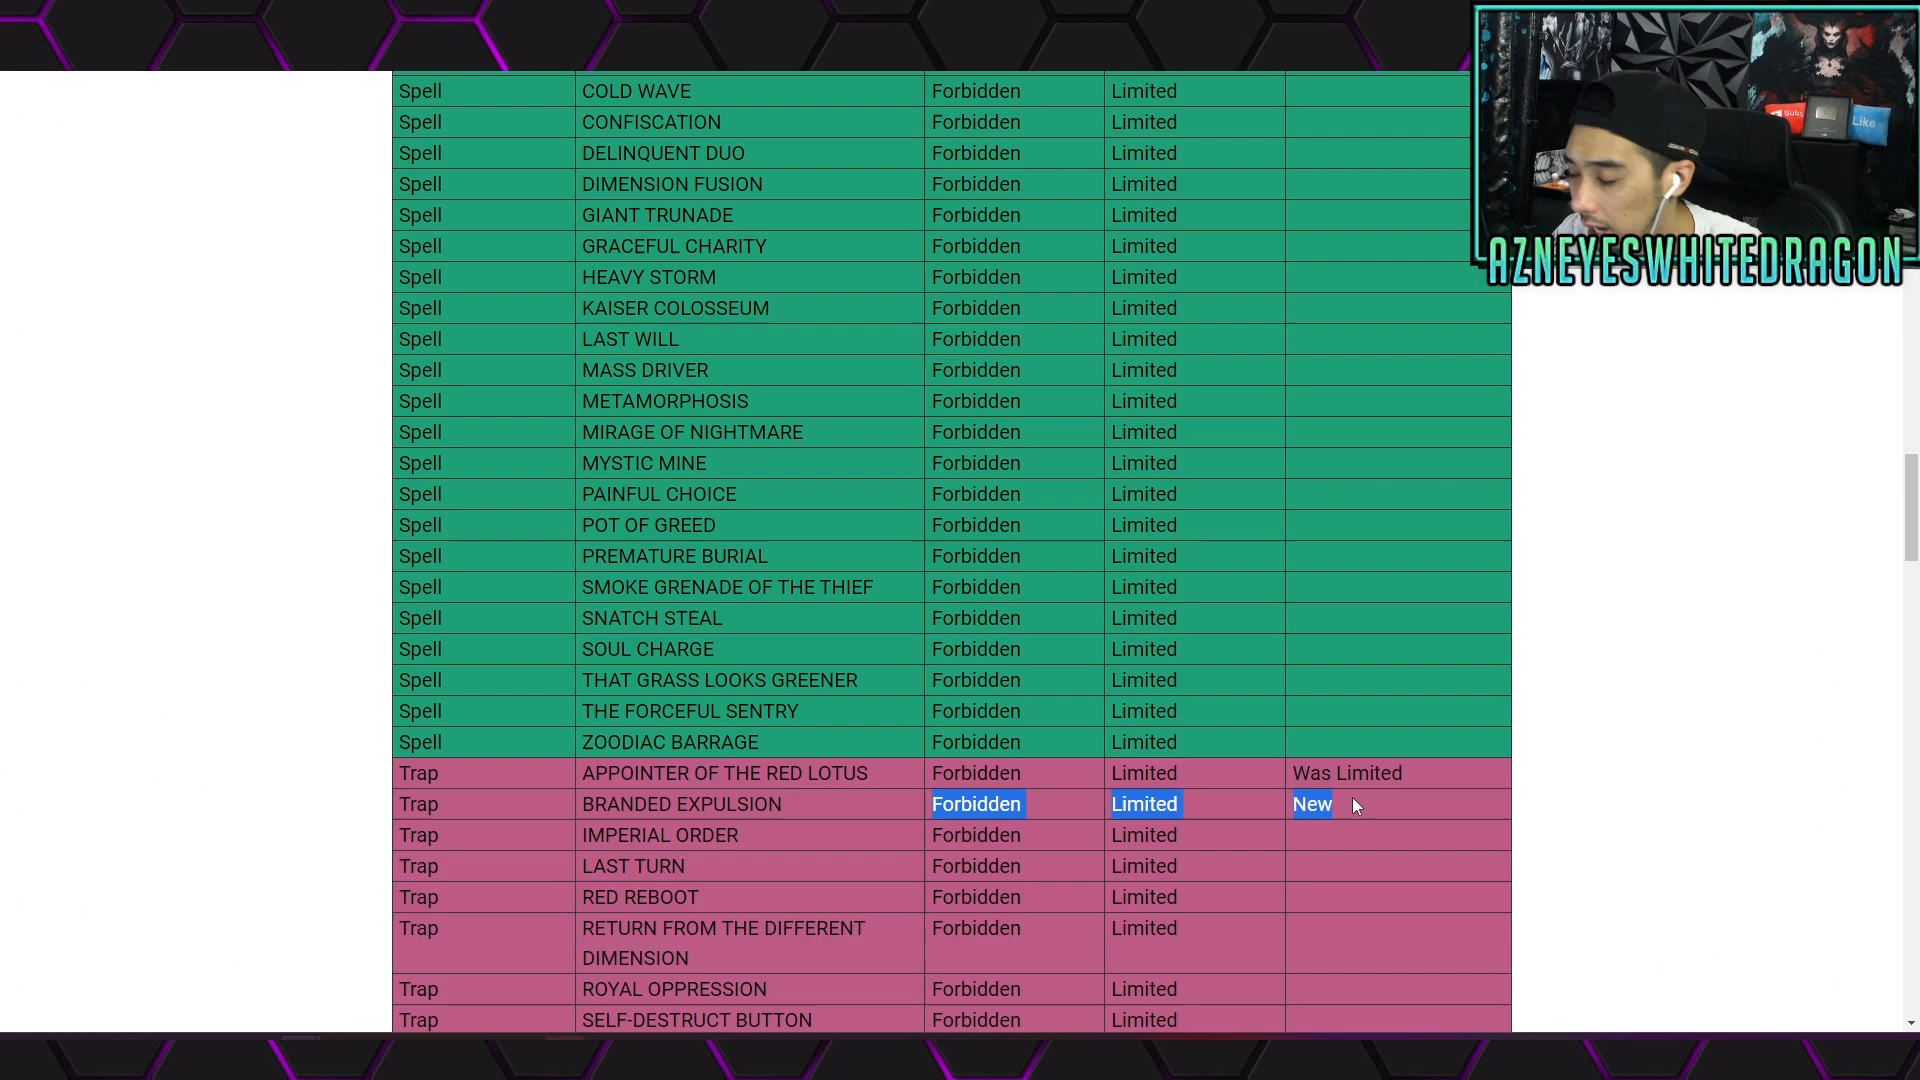 Spell COLD WAVE Forbidden Limited
Spell CONFISCATION Forbidden Limited
Spell DELINQUENT DUO Forbidden Limited
Spell DIMENSION FUSION Forbidden Limited
Spell GIANT TRUNADE Forbidden Limited
Spell GRACEFUL CHARITY Forbidden Limited
Spell HEAVY STORM Forbidden Limited
Spell KAISER COLOSSEUM Forbidden Limited
Spell LAST WILL Forbidden Limited
Spell MASS DRIVER Forbidden Limited
Spell METAMORPHOSIS Forbidden Limited
Spell MIRAGE OF NIGHTMARE Forbidden Limited
Spell MYSTIC MINE Forbidden Limited
Spell PAINFUL CHOICE Forbidden Limited
Spell POT OF GREED Forbidden Limited
Spell PREMATURE BURIAL Forbidden Limited
Spell SMOKE GRENADE OF THE THIEF Forbidden Limited
Spell SNATCH STEAL Forbidden Limited
Spell SOUL CHARGE Forbidden Limited
Spell THAT GRASS LOOKS GREENER Forbidden Limited
Spell THE FORCEFUL SENTRY Forbidden Limited
Spell ZOODIAC BARRAGE Forbidden Limited
Trap APPOINTER OF THE RED LOTUS Forbidden Limited Was Limited
Trap BRANDED EXPULSION Forbidden Limited New
Trap IMPERIAL ORDER Forbidden Limited
Trap LAST TURN Forbidden Limited
Trap RED REBOOT Forbidden Limited
Trap RETURN FROM THE DIFFERENT Forbidden Limited
DIMENSION
Trap ROYAL OPPRESSION Forbidden Limited
Trap SELF-DESTRUCT BUTTON Forbidden Limited
Like
AZNEYESWHITEDRAGON